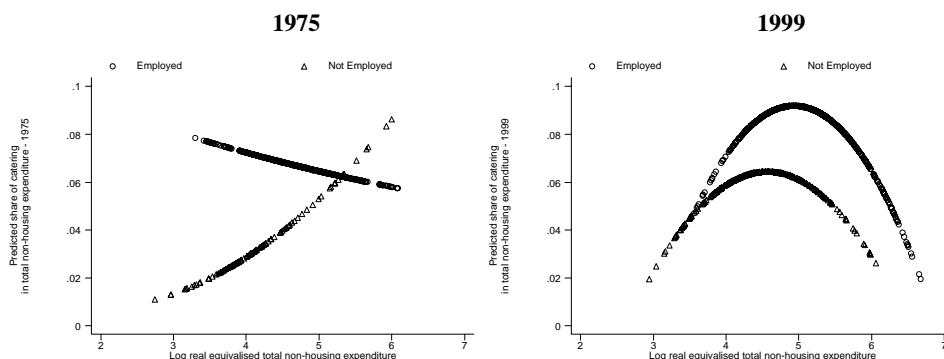 1975
○ Employed △ Not Employed
Predicted share of catering
in total non-housing expenditure - 1975
.1
.08
.06
.04
.02
0
2 3 4 5 6 7
Log real equivalised total non-housing expenditure
1999
○ Employed △ Not Employed
Predicted share of catering
in total non-housing expenditure - 1999
.1
.08
.06
.04
.02
0
2 3 4 5 6 7
Log real equivalised total non-housing expenditure